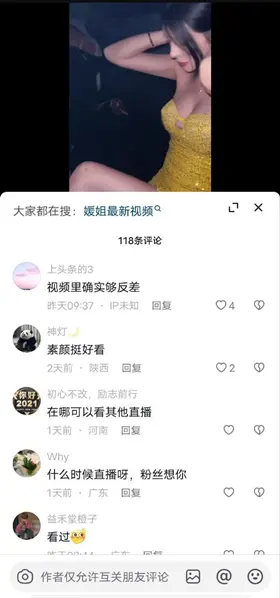 大家都在搜：媛姐最新视频
118条评论
上头条的3
视频里确实够反差
昨天09:37 · IP未知 回复
4
神灯🌙
素颜挺好看
2天前 · 陕西 回复
2
初心不改，励志前行
你好
2021
在哪可以看其他直播
1天前 · 河南 回复
Why
什么时候直播呀，粉丝想你
1天前 · 广东 回复
益禾堂橙子
看过
作者仅允许互关朋友评论